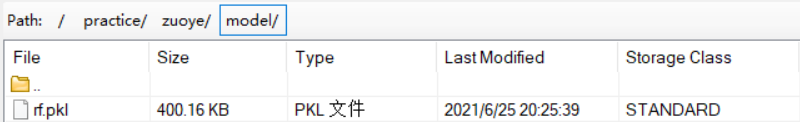 Path: / practice/ zuoye/ model/
File Size Type Last Modified Storage Class
..
rf.pkl 400.16 KB PKL 文件 2021/6/25 20:25:39 STANDARD